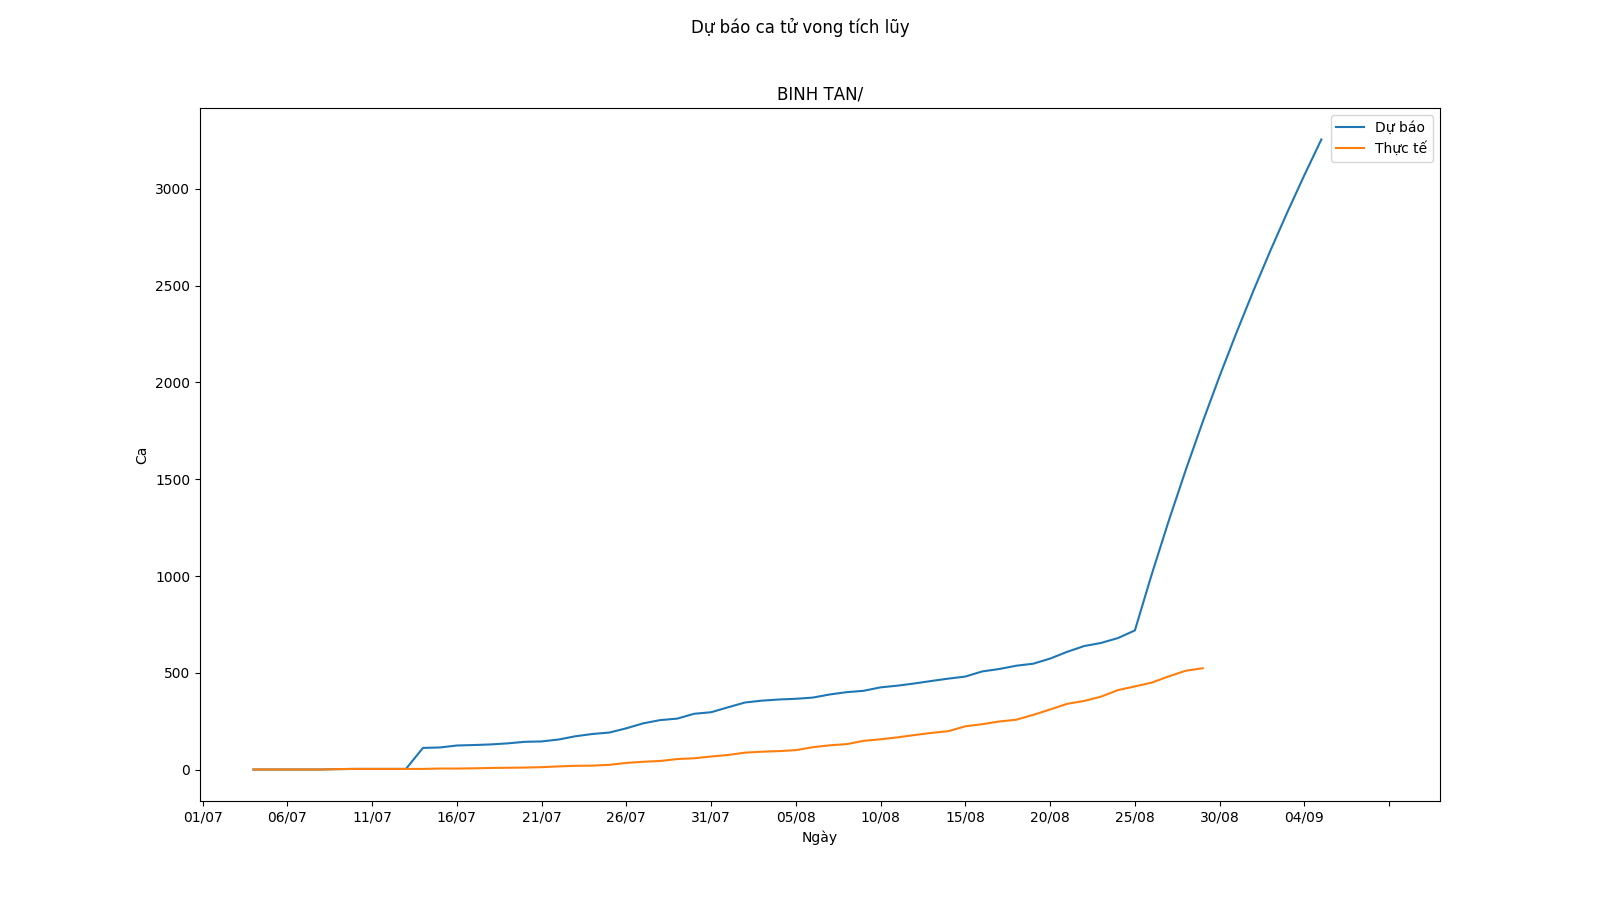 Dự báo ca tử vong tích lũy
BINH TAN/
Dự báo
Thực tế
3000
2500
2000
1500
1000
500
0
Ca
01/07 06/07 11/07 16/07 21/07 26/07 31/07 05/08 10/08 15/08 20/08 25/08 30/08 04/09
Ngày